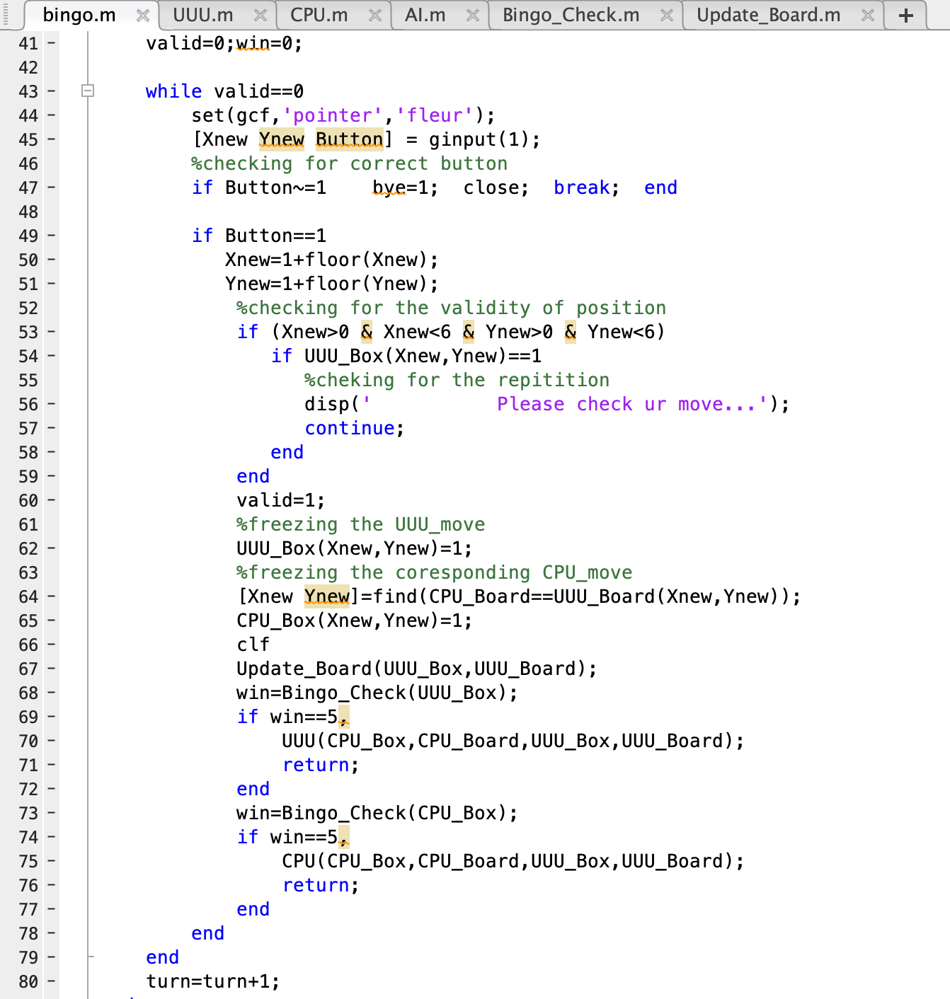 bingo.m UUU.m CPU.m AI.m Bingo_Check.m Update_Board.m +
41 - valid=0;win=0;
42
43 - while valid==0
44 - set(gcf,'pointer','fleur');
45 - [Xnew Ynew Button] = ginput(1);
46 %checking for correct button
47 - if Button~=1 bye=1; close; break; end
48
49 - if Button==1
50 - Xnew=1+floor(Xnew);
51 - Ynew=1+floor(Ynew);
52 %checking for the validity of position
53 - if (Xnew>0 & Xnew<6 & Ynew>0 & Ynew<6)
54 - if UUU_Box(Xnew,Ynew)==1
55 %cheking for the repitition
56 - disp(' Please check ur move...');
57 - continue;
58 - end
59 - end
60 - valid=1;
61 %freezing the UUU_move
62 - UUU_Box(Xnew,Ynew)=1;
63 %freezing the coresponding CPU_move
64 - [Xnew Ynew]=find(CPU_Board==UUU_Board(Xnew,Ynew));
65 - CPU_Box(Xnew,Ynew)=1;
66 - clf
67 - Update_Board(UUU_Box,UUU_Board);
68 - win=Bingo_Check(UUU_Box);
69 - if win==5,
70 - UUU(CPU_Box,CPU_Board,UUU_Box,UUU_Board);
71 - return;
72 - end
73 - win=Bingo_Check(CPU_Box);
74 - if win==5,
75 - CPU(CPU_Box,CPU_Board,UUU_Box,UUU_Board);
76 - return;
77 - end
78 - end
79 - end
80 - turn=turn+1;